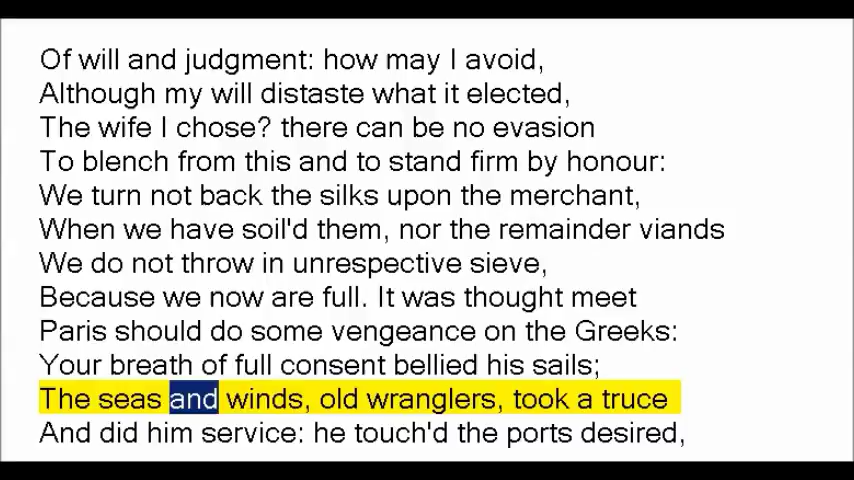 Of will and judgment: how may I avoid,
Although my will distaste what it elected,
The wife I chose? there can be no evasion
To blench from this and to stand firm by honour:
We turn not back the silks upon the merchant,
When we have soil'd them, nor the remainder viands
We do not throw in unrespective sieve,
Because we now are full. It was thought meet
Paris should do some vengeance on the Greeks:
Your breath of full consent bellied his sails;
The seas and winds, old wranglers, took a truce
And did him service: he touch'd the ports desired,